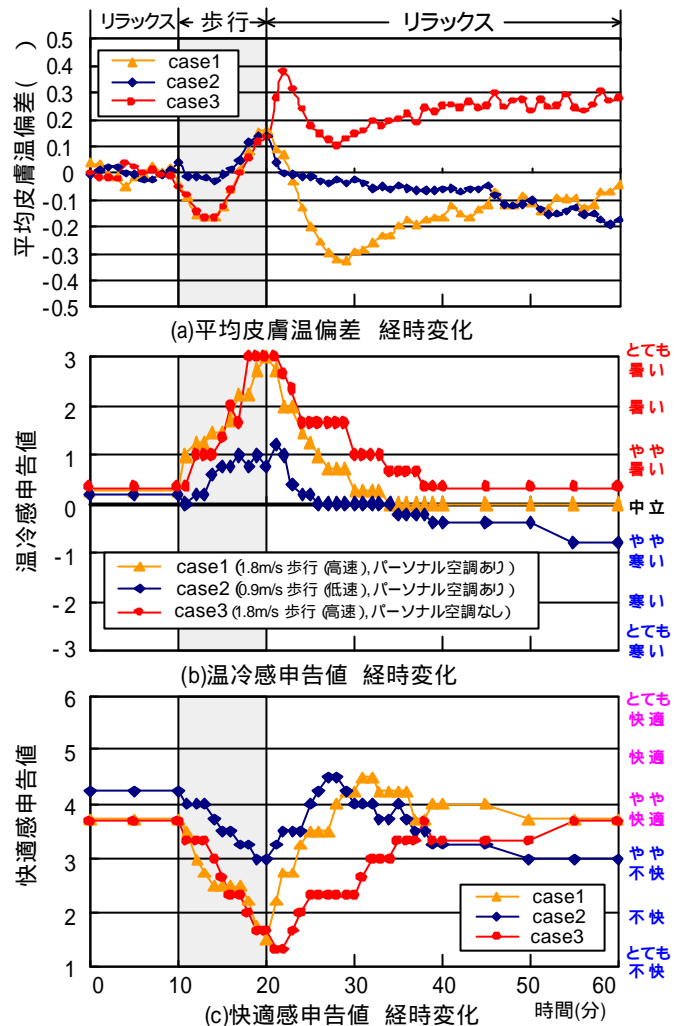 リラックス 歩行 リラックス
0.5
0.4
0.3
0.2
0.1
0
-0.1
-0.2
-0.3
-0.4
-0.5
平均皮膚温偏差( )
case1
case2
case3
(a)平均皮膚温偏差 経時変化
3
2
1
0
-1
-2
-3
温冷感申告値
とても
暑い
暑い
やや
暑い
中立
やや
寒い
寒い
とても
寒い
case1 (1.8m/s 歩行(高速),パーソナル空調あり)
case2 (0.9m/s 歩行(低速),パーソナル空調あり)
case3 (1.8m/s 歩行(高速),パーソナル空調なし)
(b)温冷感申告値 経時変化
6
5
4
3
2
1
快適感申告値
とても
快適
快適
やや
快適
やや
不快
不快
とても
不快
case1
case2
case3
0 10 20 30 40 50 60
時間(分)
(c)快適感申告値 経時変化